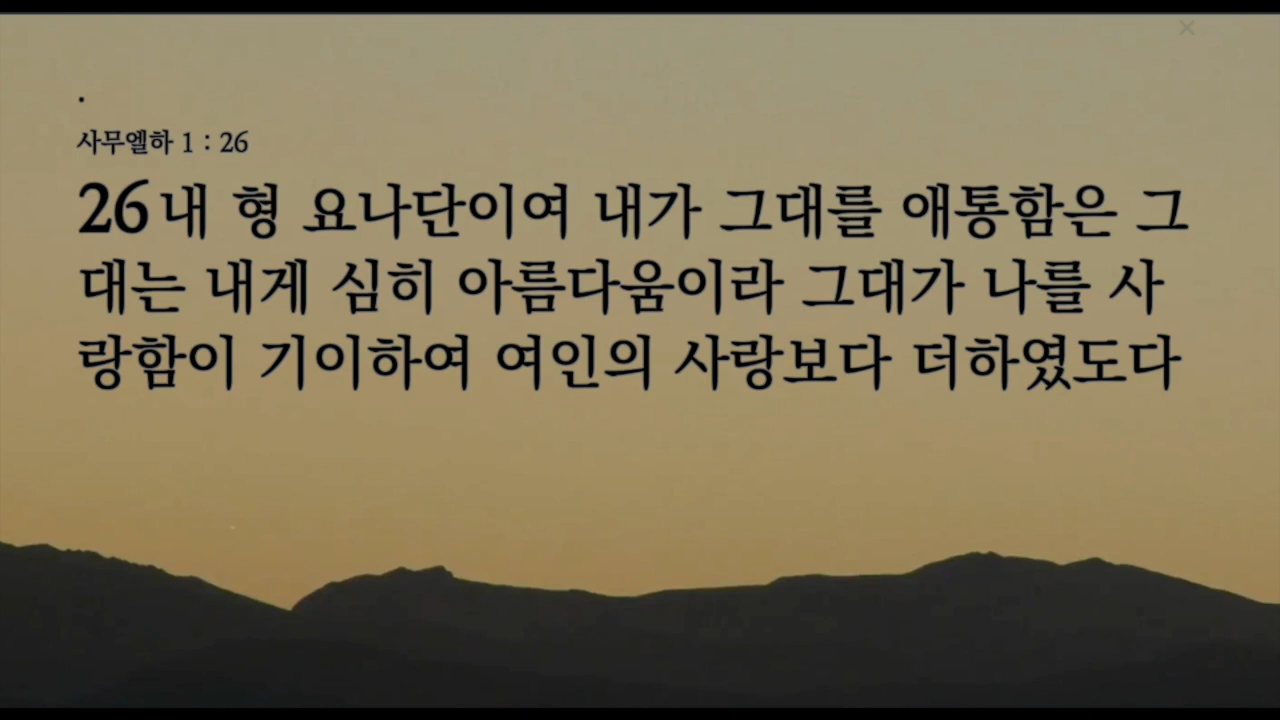 .
사무엘하 1 : 26
26 내 형 요나단이여 내가 그대를 애통함은 그
대는 내게 심히 아름다움이라 그대가 나를 사
랑함이 기이하여 여인의 사랑보다 더하였도다